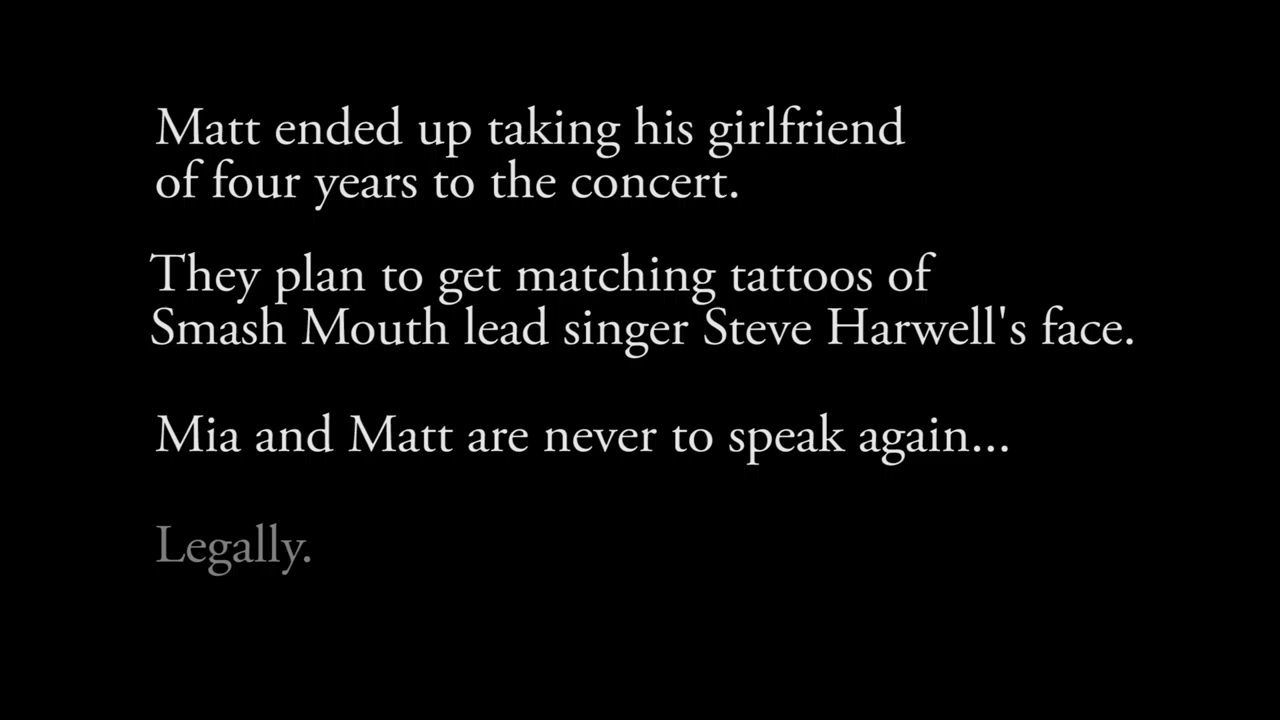 Matt ended up taking his girlfriend
of four years to the concert.
They plan to get matching tattoos of
Smash Mouth lead singer Steve Harwell's face.
Mia and Matt are never to speak again...
Legally.